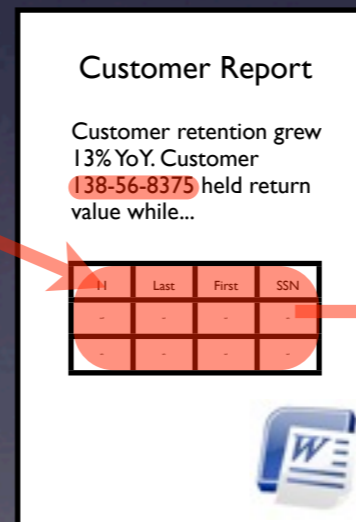 Customer Report
Customer retention grew
13% YoY. Customer
138-56-8375 held return
value while...
Last First SSN
- - - -
- - - -
W